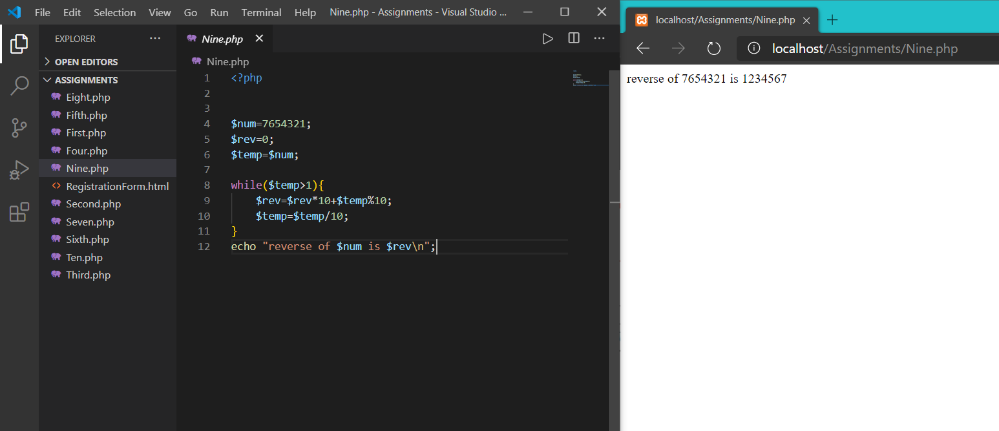 File Edit Selection View Go Run Terminal Help Nine.php - Assignments - Visual Studio ...
EXPLORER
OPEN EDITORS
ASSIGNMENTS
Eight.php
Fifth.php
First.php
Four.php
Nine.php
RegistrationForm.html
Second.php
Seven.php
Sixth.php
Ten.php
Third.php
Nine.php
Nine.php
1 <?php
2
3
4 $num=7654321;
5 $rev=0;
6 $temp=$num;
7
8 while($temp>1){
9 $rev=$rev*10+$temp%10;
10 $temp=$temp/10;
11 }
12 echo "reverse of $num is $rev\n";
localhost/Assignments/Nine.php
localhost/Assignments/Nine.php
reverse of 7654321 is 1234567